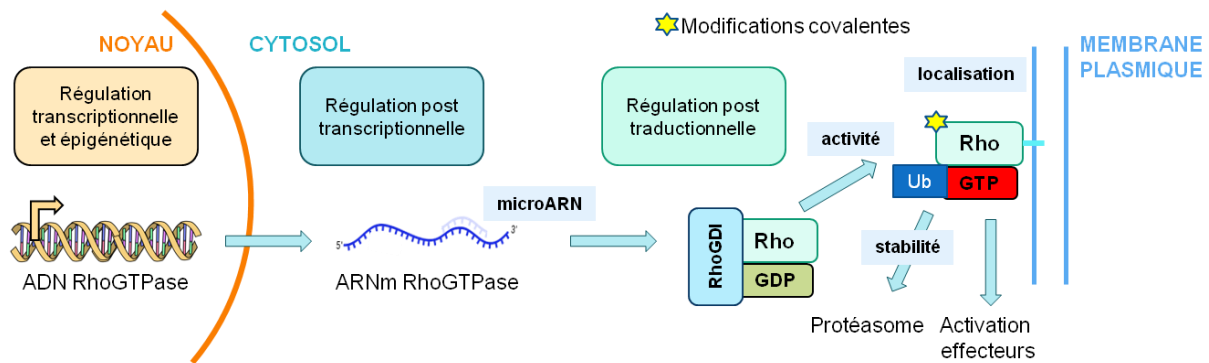 Modifications covalentes
NOYAU
CYTOSOL
MEMBRANE
PLASMIQUE
localisation
Régulation
transcriptionnelle
et épigénétique
Régulation post
transcriptionnelle
Régulation post
traductionnelle
activité
Rho
Ub
GTP
microARN
5'
3'
RhoGDI
Rho
GDP
stabilité
ADN RhoGTPase
ARNm RhoGTPase
Protéasome
Activation
effecteurs